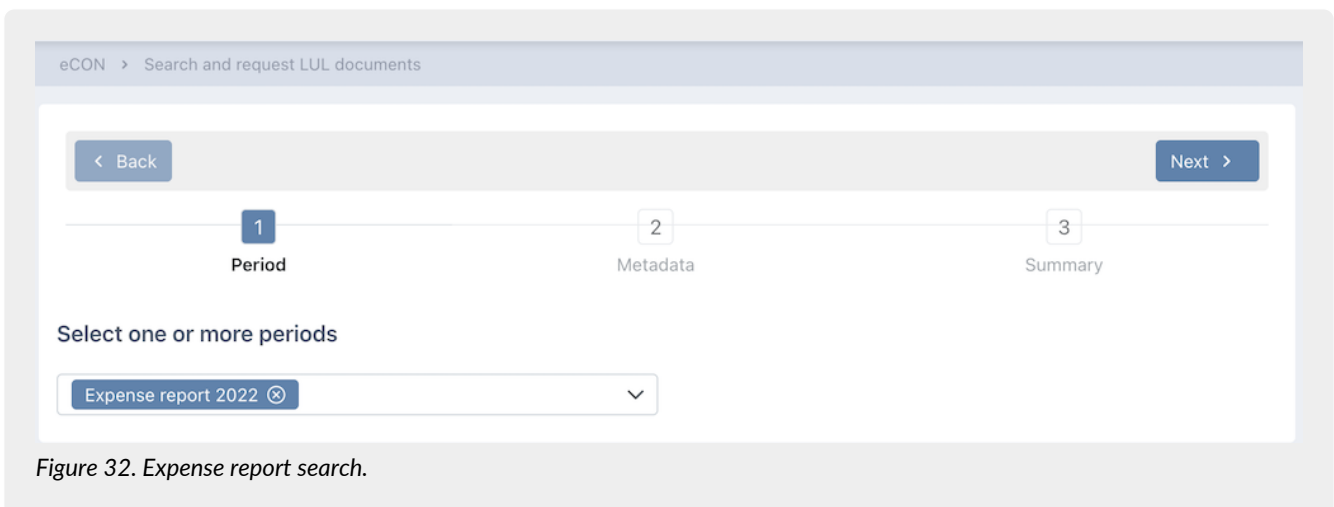 eCON > Search and request LUL documents
< Back
Next >
1
2
3
Period
Metadata
Summary
Select one or more periods
Expense report 2022
Figure 32. Expense report search.